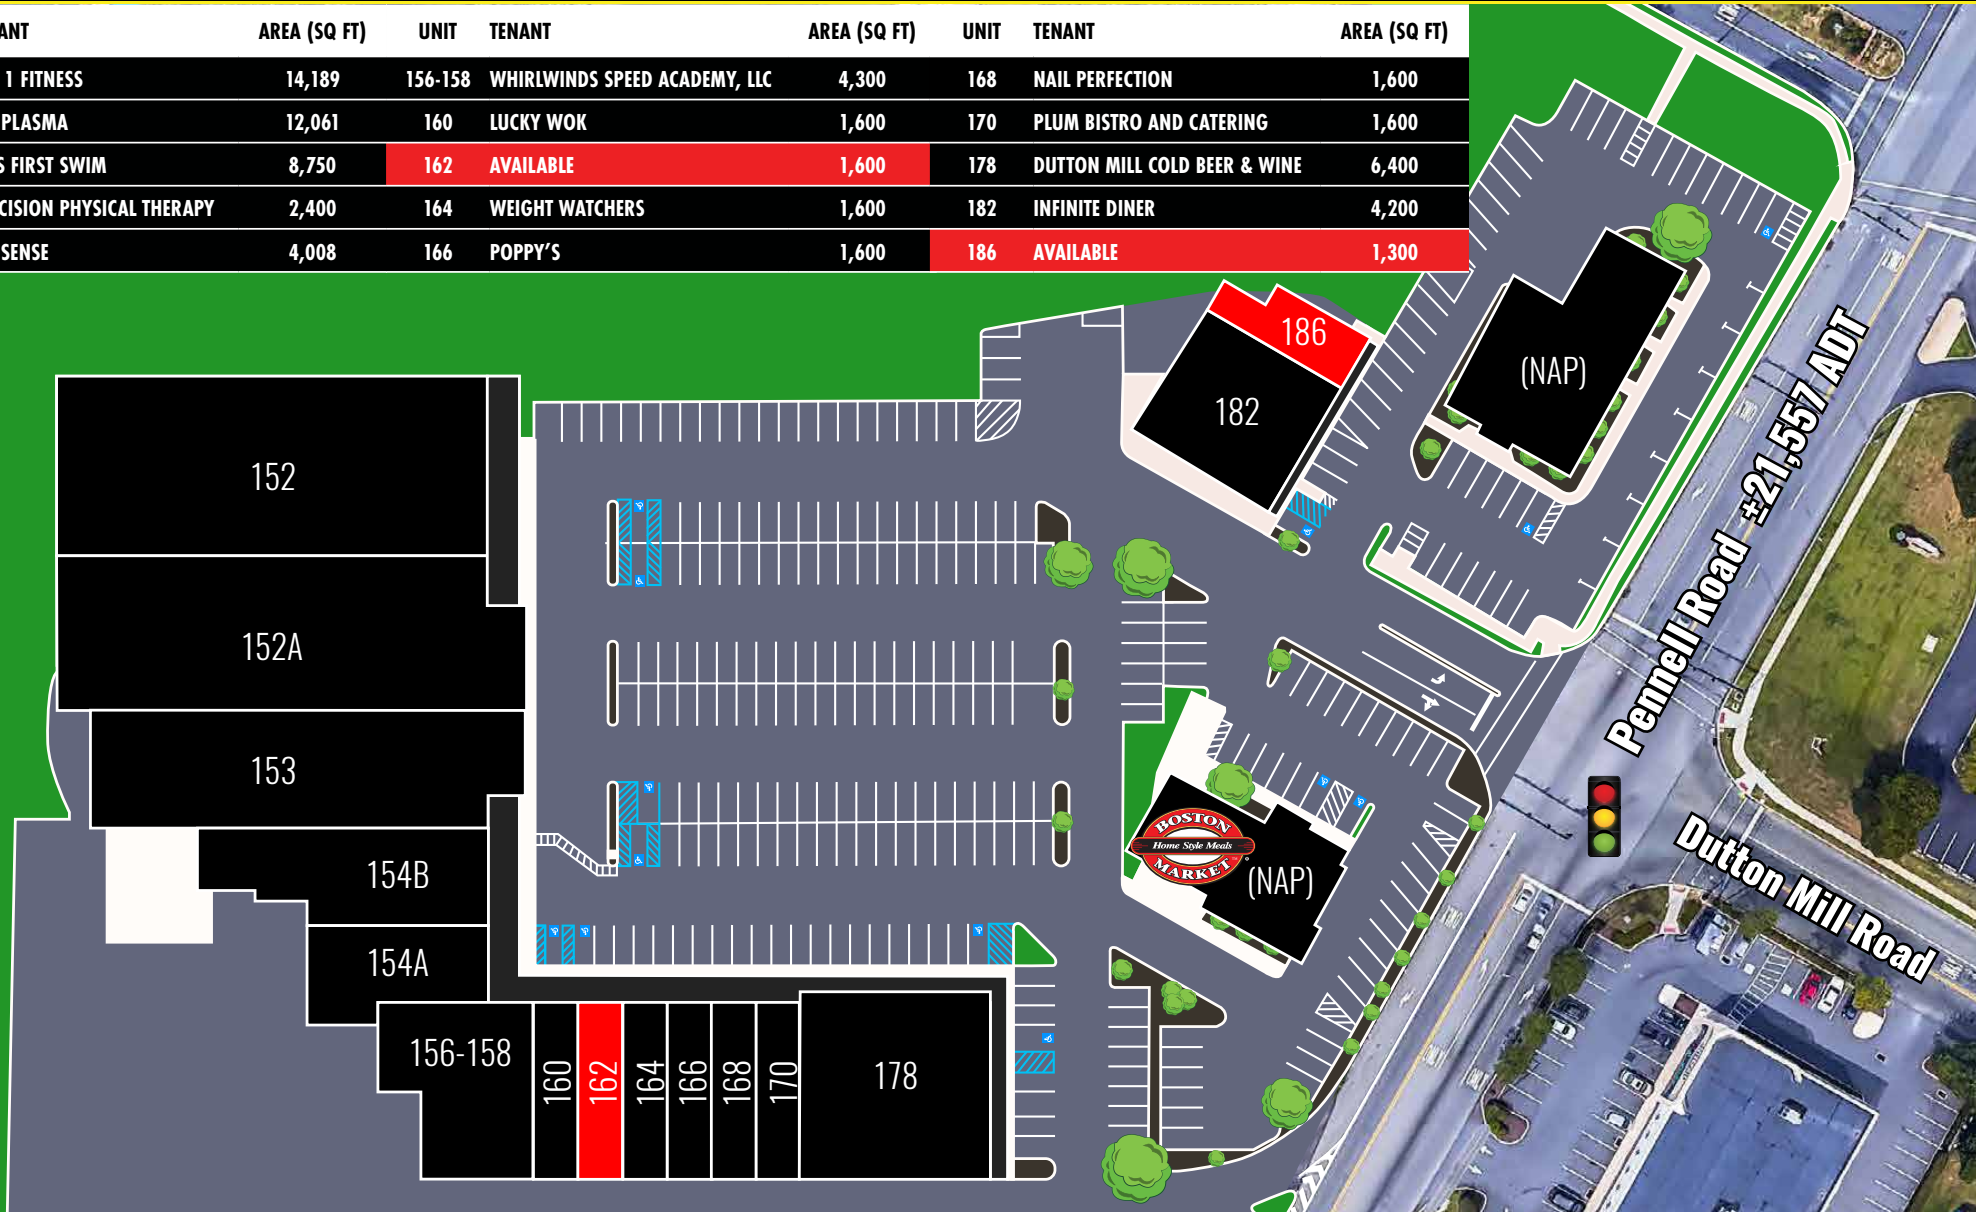 ANT AREA (SQ FT) UNIT TENANT AREA (SQ FT) UNIT TENANT AREA (SQ FT)
1 FITNESS 14,189 156-158 WHIRLWINDS SPEED ACADEMY, LLC 4,300 168 NAIL PERFECTION 1,600
PLASMA 12,061 160 LUCKY WOK 1,600 170 PLUM BISTRO AND CATERING 1,600
S FIRST SWIM 8,750 162 AVAILABLE 1,600 178 DUTTON MILL COLD BEER & WINE 6,400
CISION PHYSICAL THERAPY 2,400 164 WEIGHT WATCHERS 1,600 182 INFINITE DINER 4,200
SENSE 4,008 166 POPPY'S 1,600 186 AVAILABLE 1,300
186
182
(NAP)
152
152A
153
154B
154A
156-158
160
162
164
166
168
170
178
BOSTON
Home Style Meals
MARKET
(NAP)
Pennell Road ±21,557 ADT
Dutton Mill Road